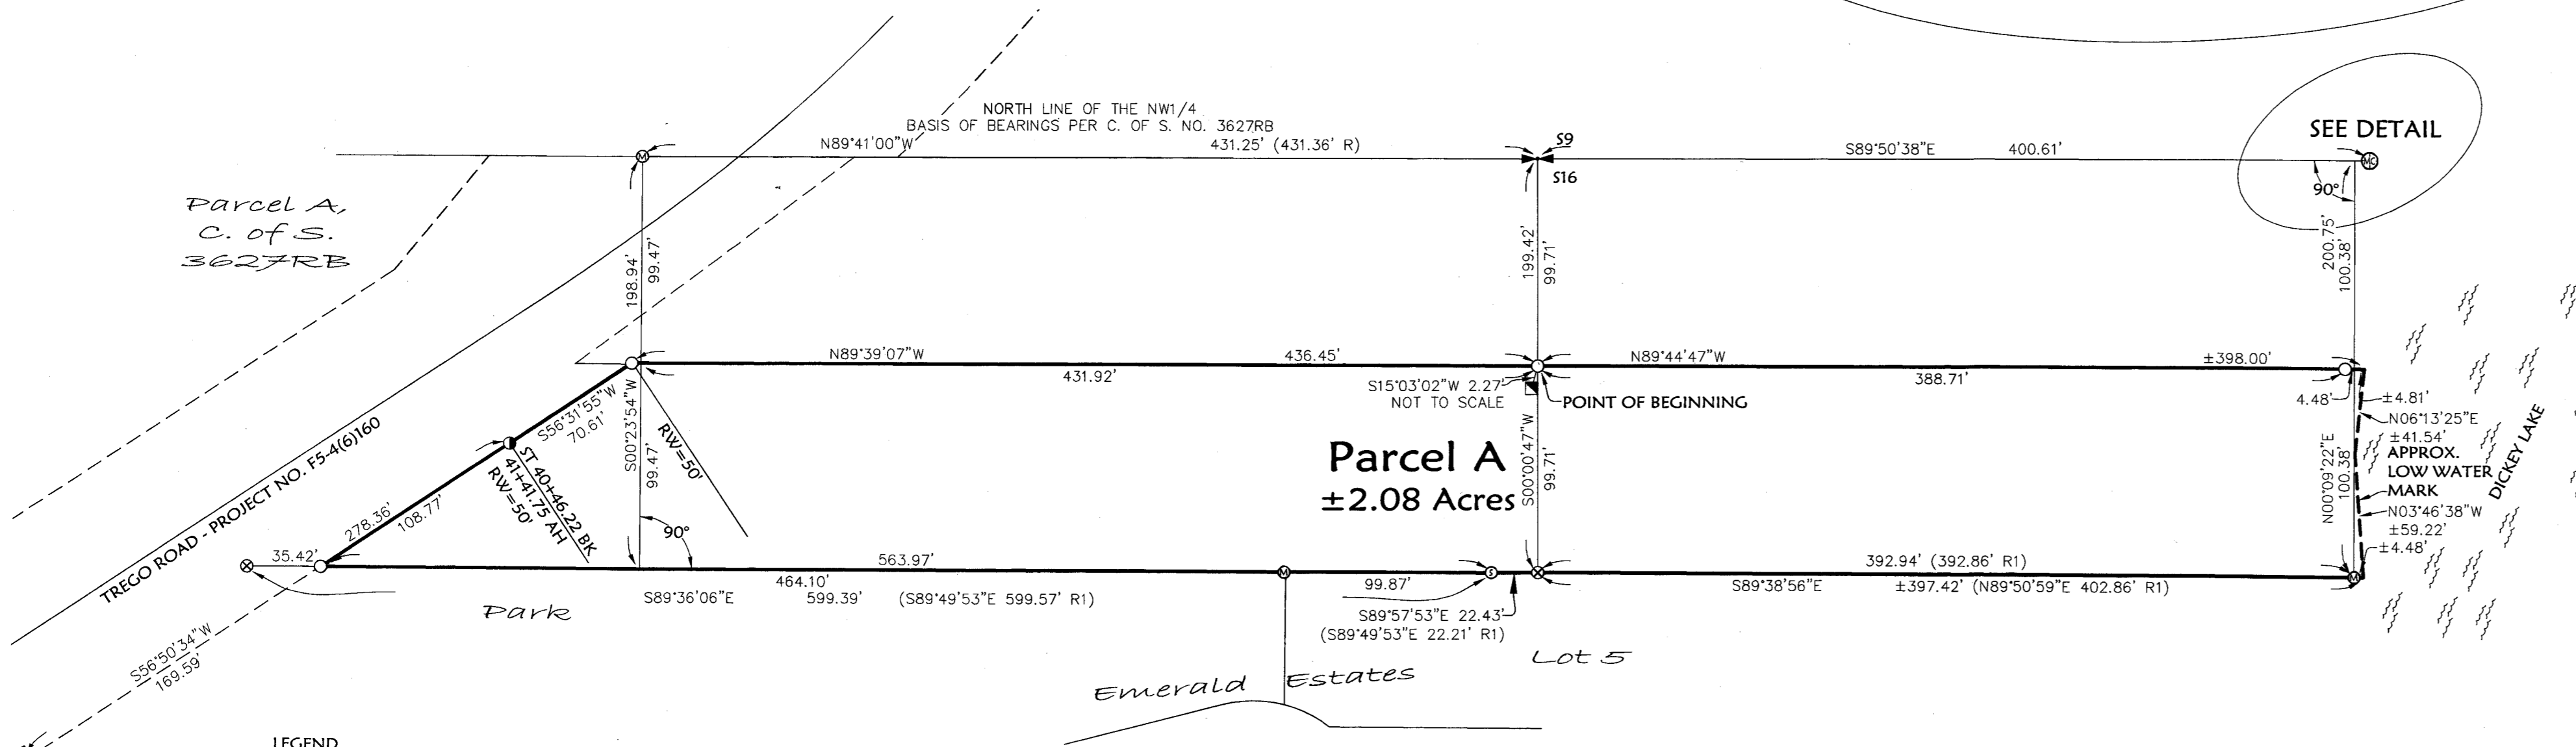 NORTH LINE OF THE NW1/4
BASIS OF BEARINGS PER C. OF S. NO. 3627RB
N89°41'00"W
431.25' (431.36' R)
S9
S16
S89°50'38"E
400.61'
SEE DETAIL
M
MC
90°
Parcel A,
C. of S.
3627RB
198.94'
99.47'
199.42'
99.71'
200.75'
100.38'
N89°39'07"W
436.45'
431.92'
N89°44'47"W
±398.00'
388.71'
S15°03'02"W 2.27'
NOT TO SCALE
POINT OF BEGINNING
4.48'
±4.81'
N06°13'25"E
±41.54'
APPROX.
LOW WATER
MARK
N03°46'38"W
±59.22'
±4.48'
DICKEY LAKE
N00°09'22"E
100.38'
S56°31'55"W
70.61'
S00°23'54"W
99.47'
RW=50'
ST 40+46.22 BK
41+41.75 AH
RW=50'
90°
Parcel A
±2.08 Acres
S00°00'47"W
99.71'
TREGO ROAD - PROJECT NO. F5-4(6)160
278.36'
108.77'
35.42'
563.97'
464.10'
M
S
99.87'
392.94' (392.86' R1)
M
S89°36'06"E
599.39'
(S89°49'53"E 599.57' R1)
S89°38'56"E
±397.42' (N89°50'59"E 402.86' R1)
S89°57'53"E 22.43'
(S89°49'53"E 22.21' R1)
Park
S56°50'34"W
169.59'
Lot 5
Emerald Estates
LEGEND